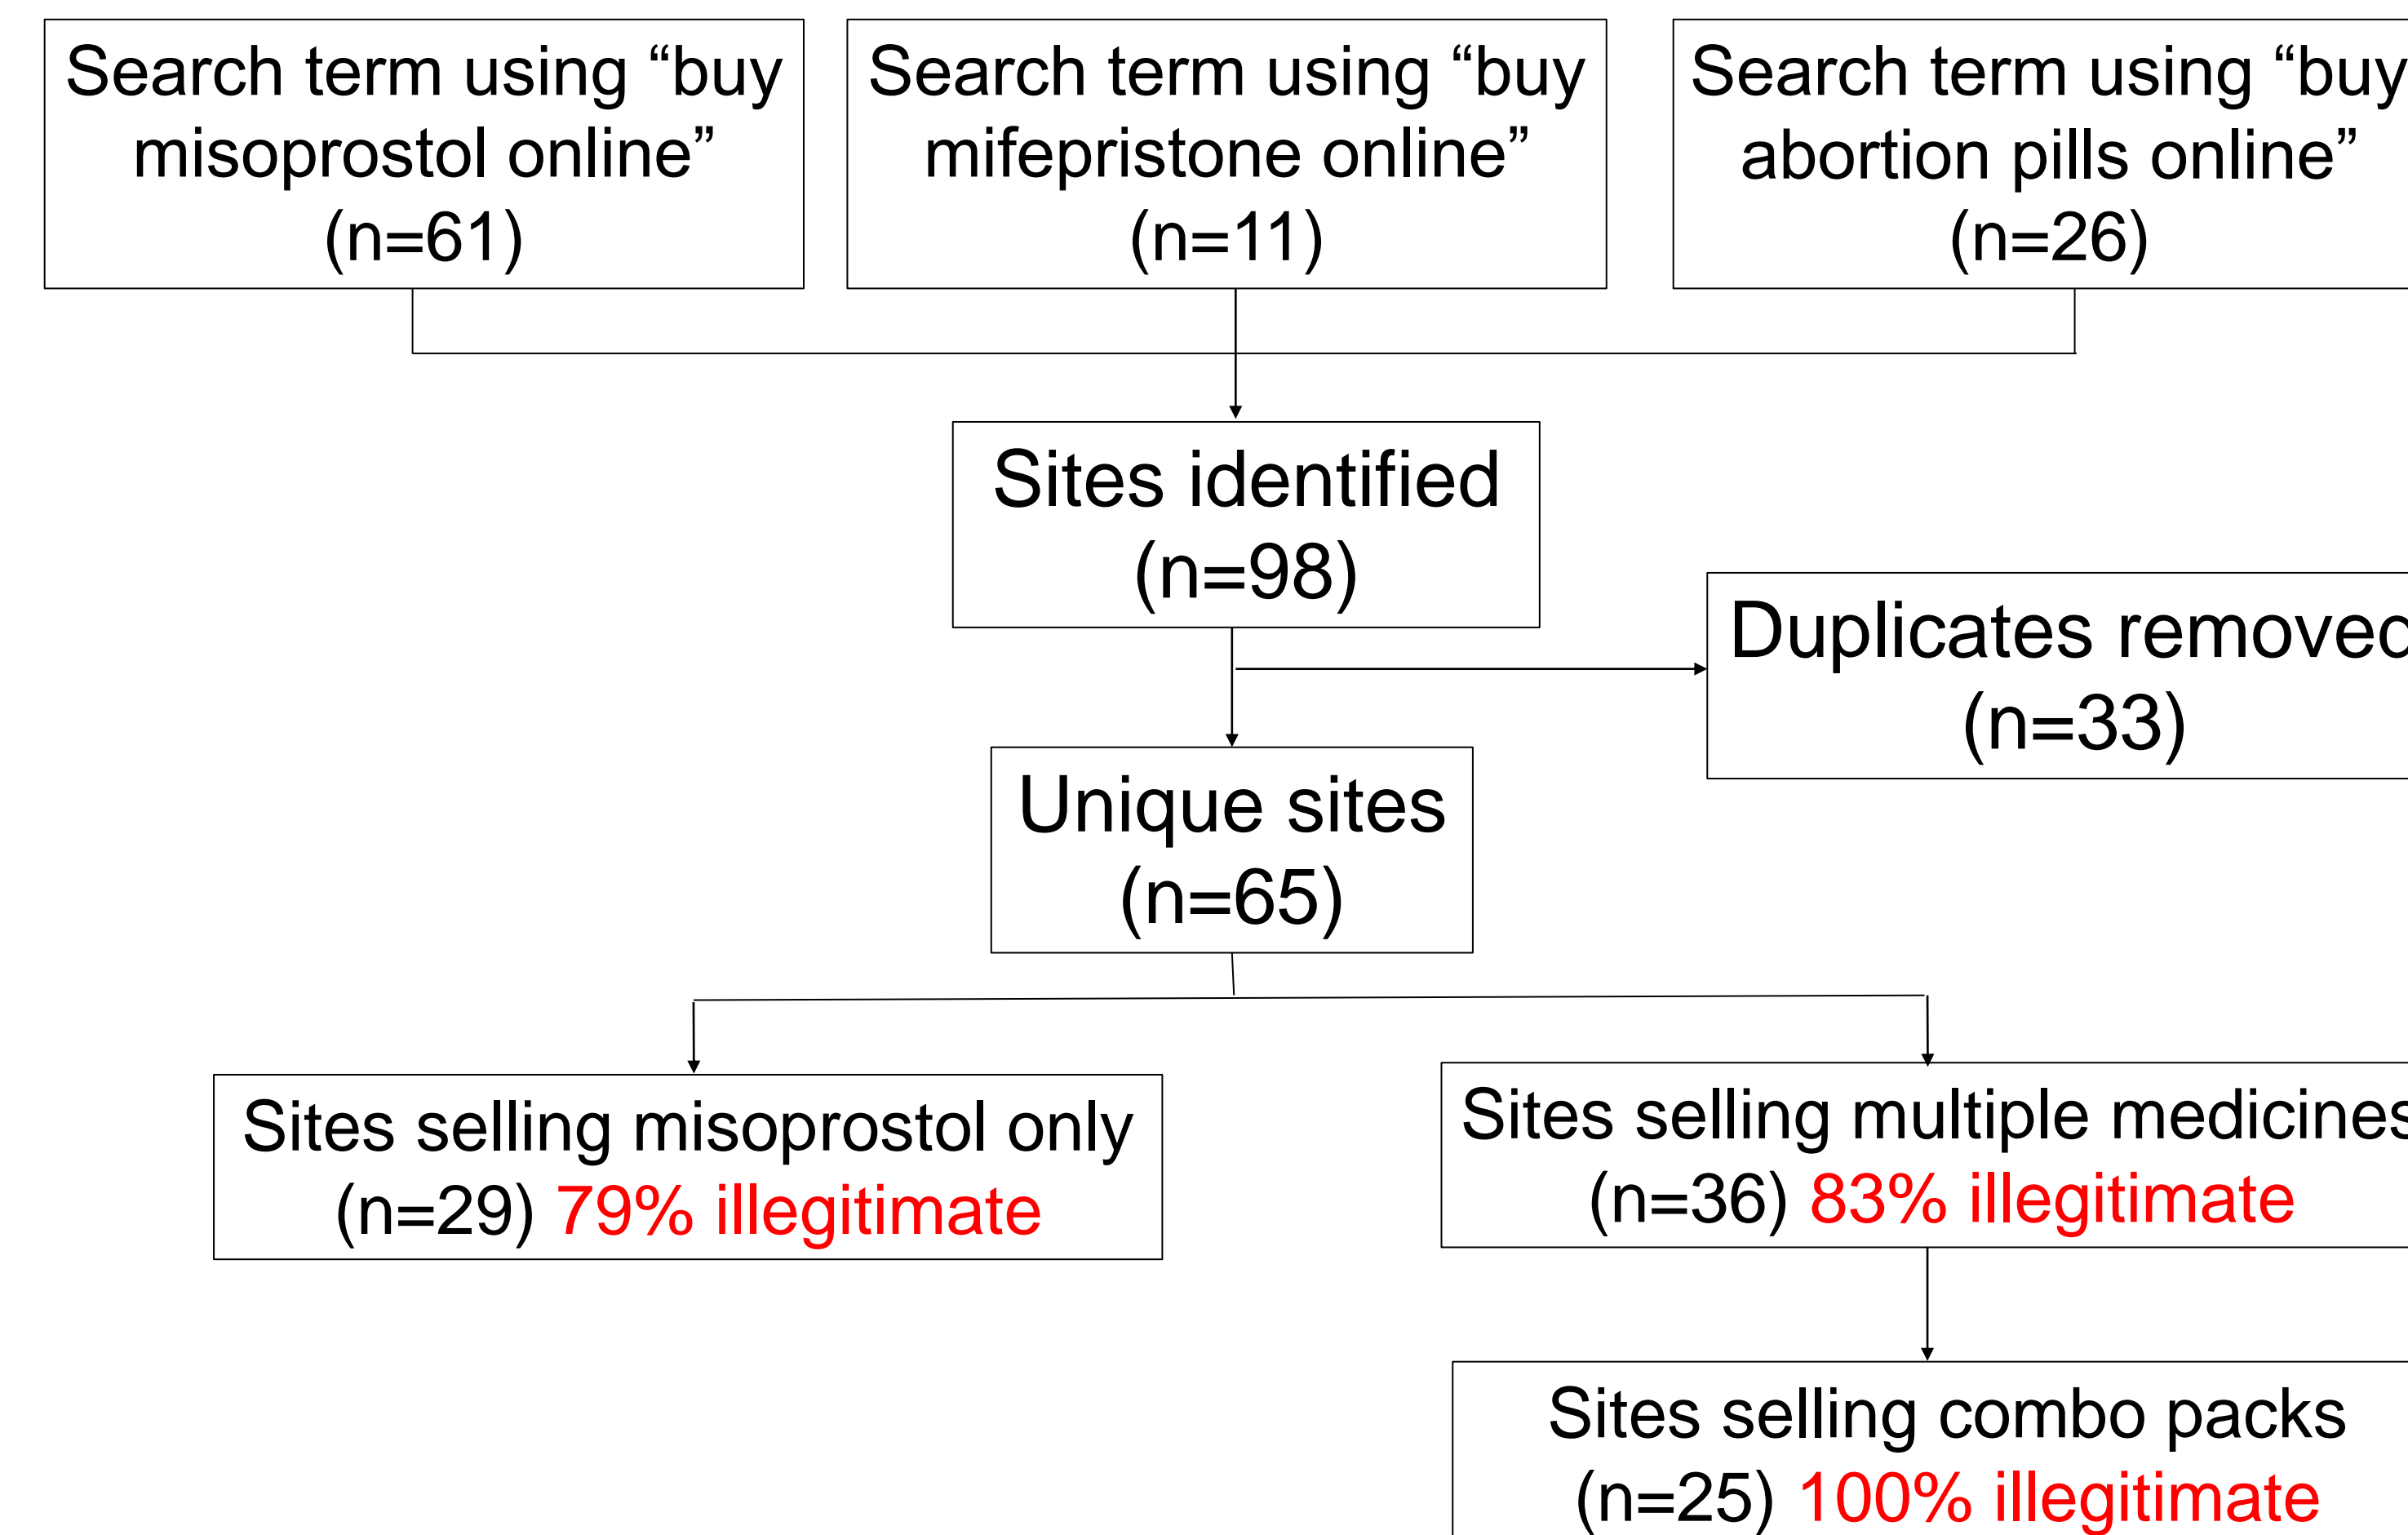 Search term using “buy
misoprostol online”
(n=61)
Search term using “buy
mifepristone online”
(n=11)
Search term using “buy
abortion pills online”
(n=26)
Sites identified
(n=98)
Duplicates removed
(n=33)
Unique sites
(n=65)
Sites selling misoprostol only
(n=29) 79% illegitimate
Sites selling multiple medicines
(n=36) 83% illegitimate
Sites selling combo packs
(n=25) 100% illegitimate